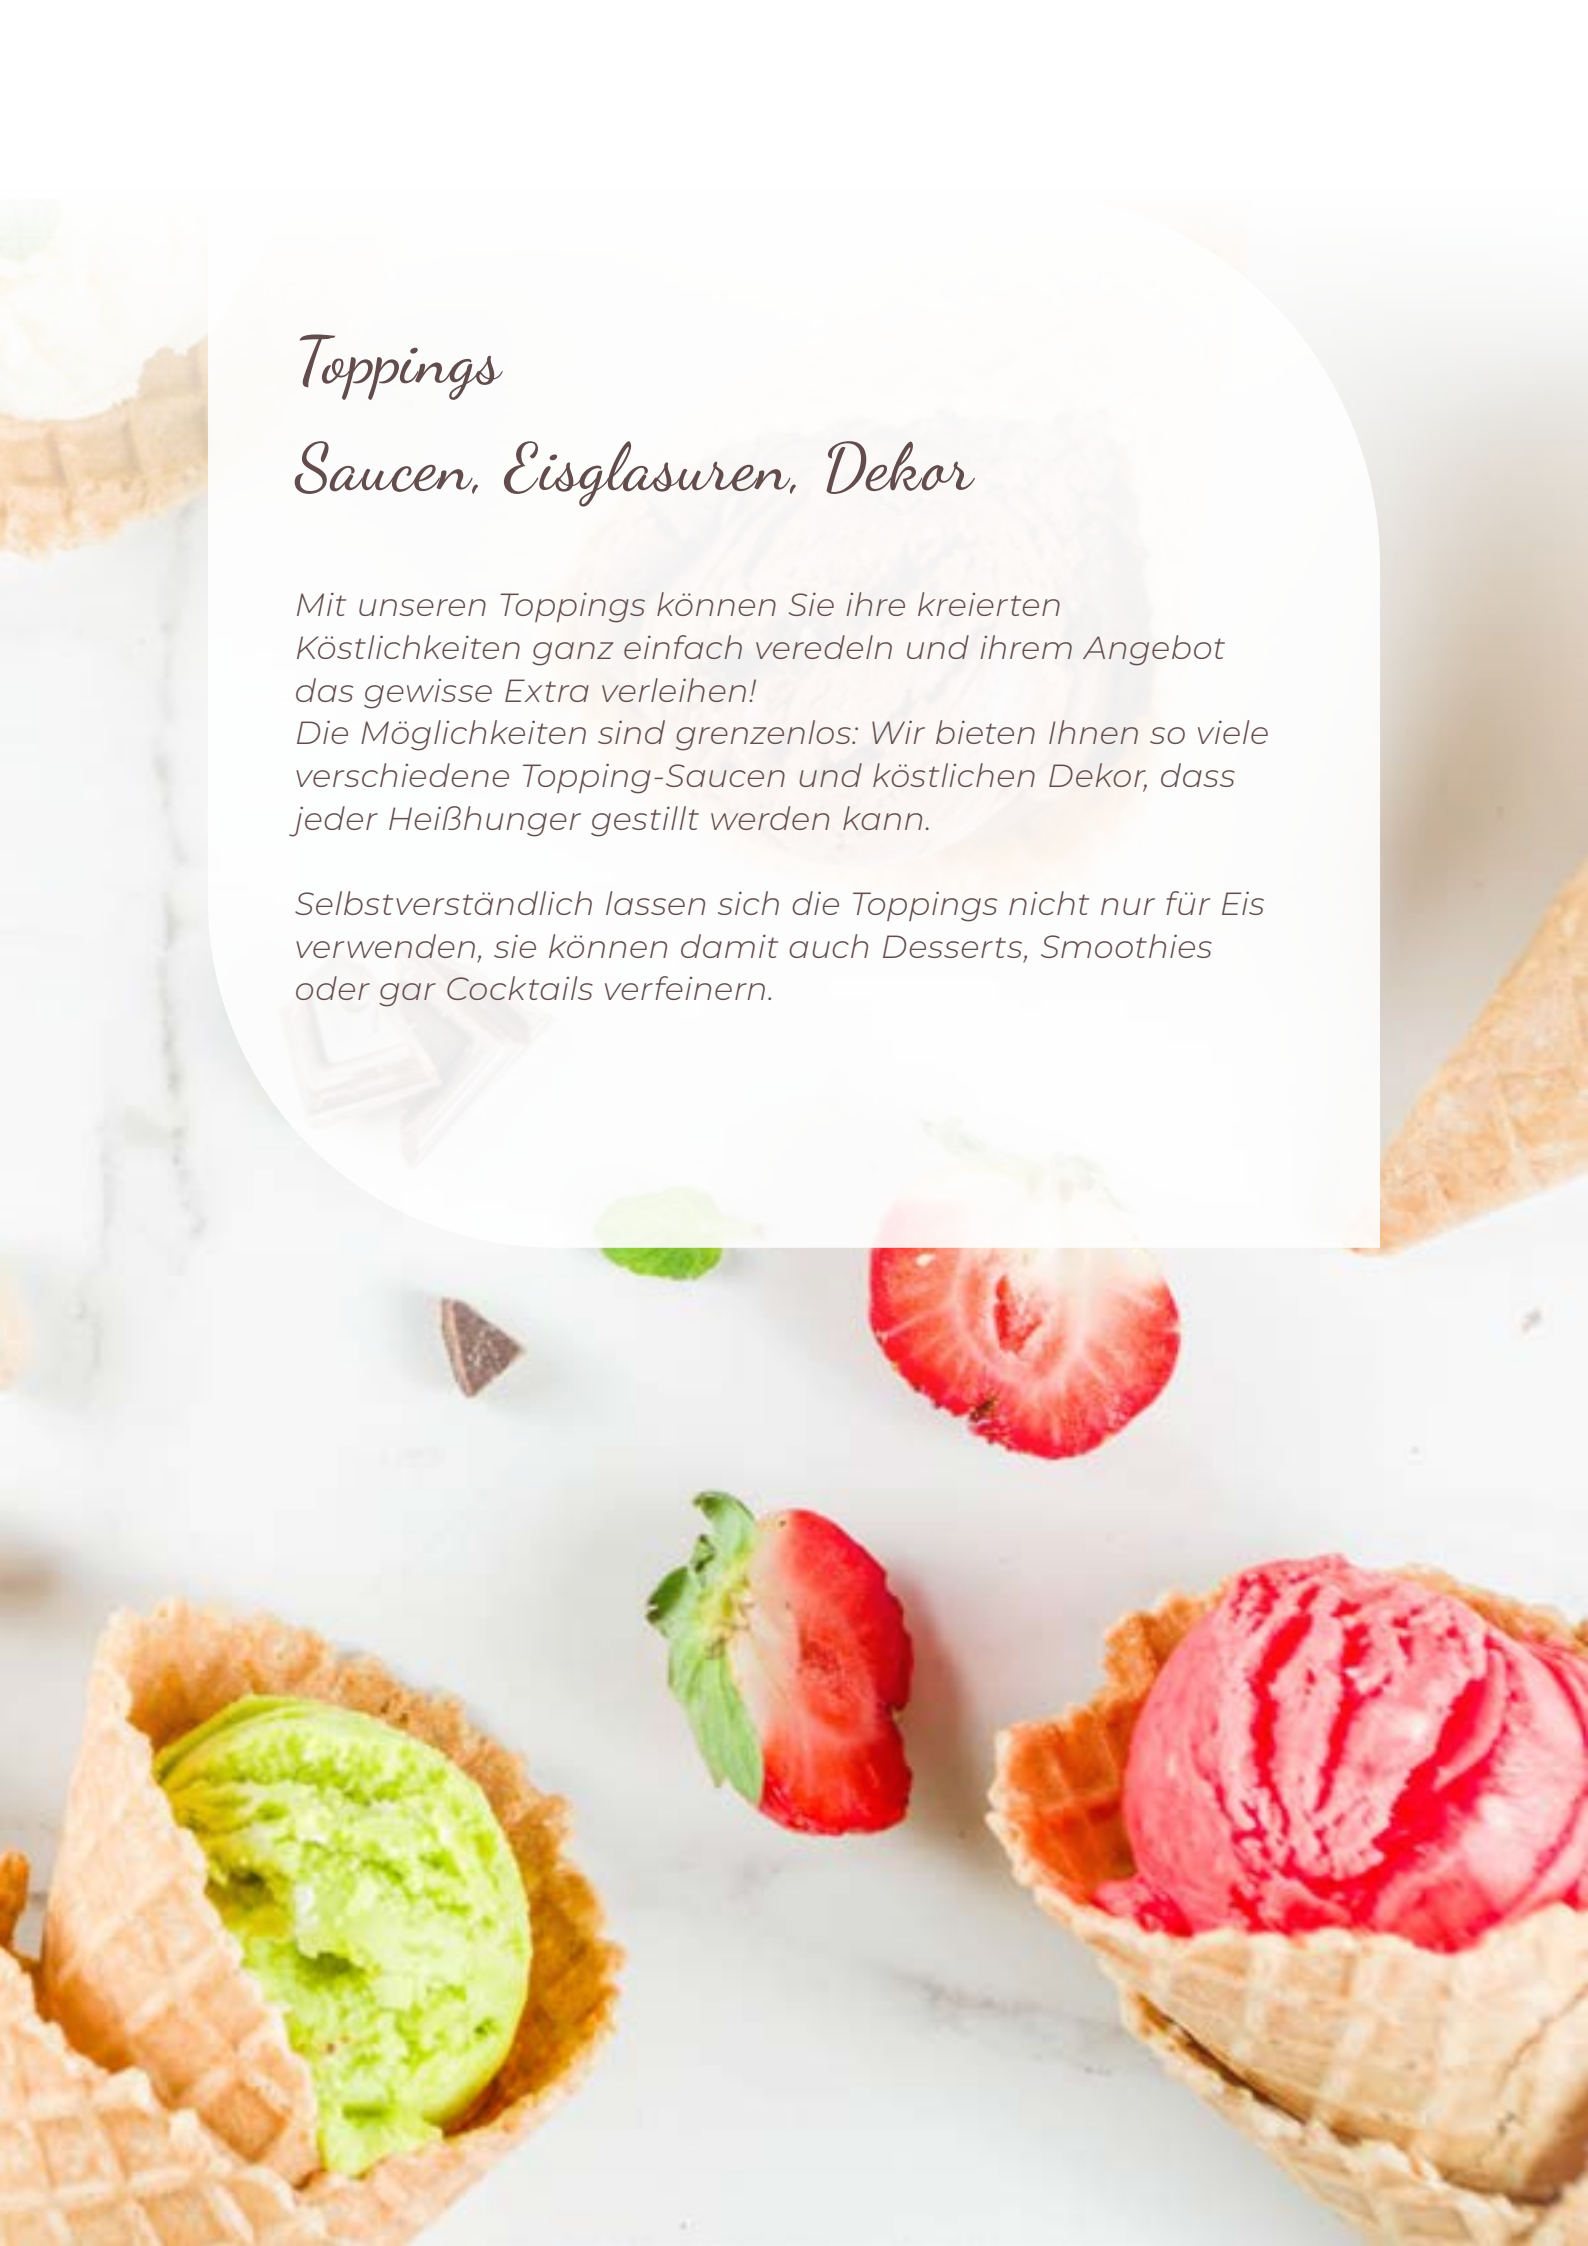 Toppings
Saucen, Eisglasuren, Dekor
Mit unseren Toppings können Sie ihre kreierten
Köstlichkeiten ganz einfach veredeln und ihrem Angebot
das gewisse Extra verleihen!
Die Möglichkeiten sind grenzenlos: Wir bieten Ihnen so viele
verschiedene Topping-Saucen und köstlichen Dekor, dass
jeder Heißhunger gestillt werden kann.
Selbstverständlich lassen sich die Toppings nicht nur für Eis
verwenden, sie können damit auch Desserts, Smoothies
oder gar Cocktails verfeinern.